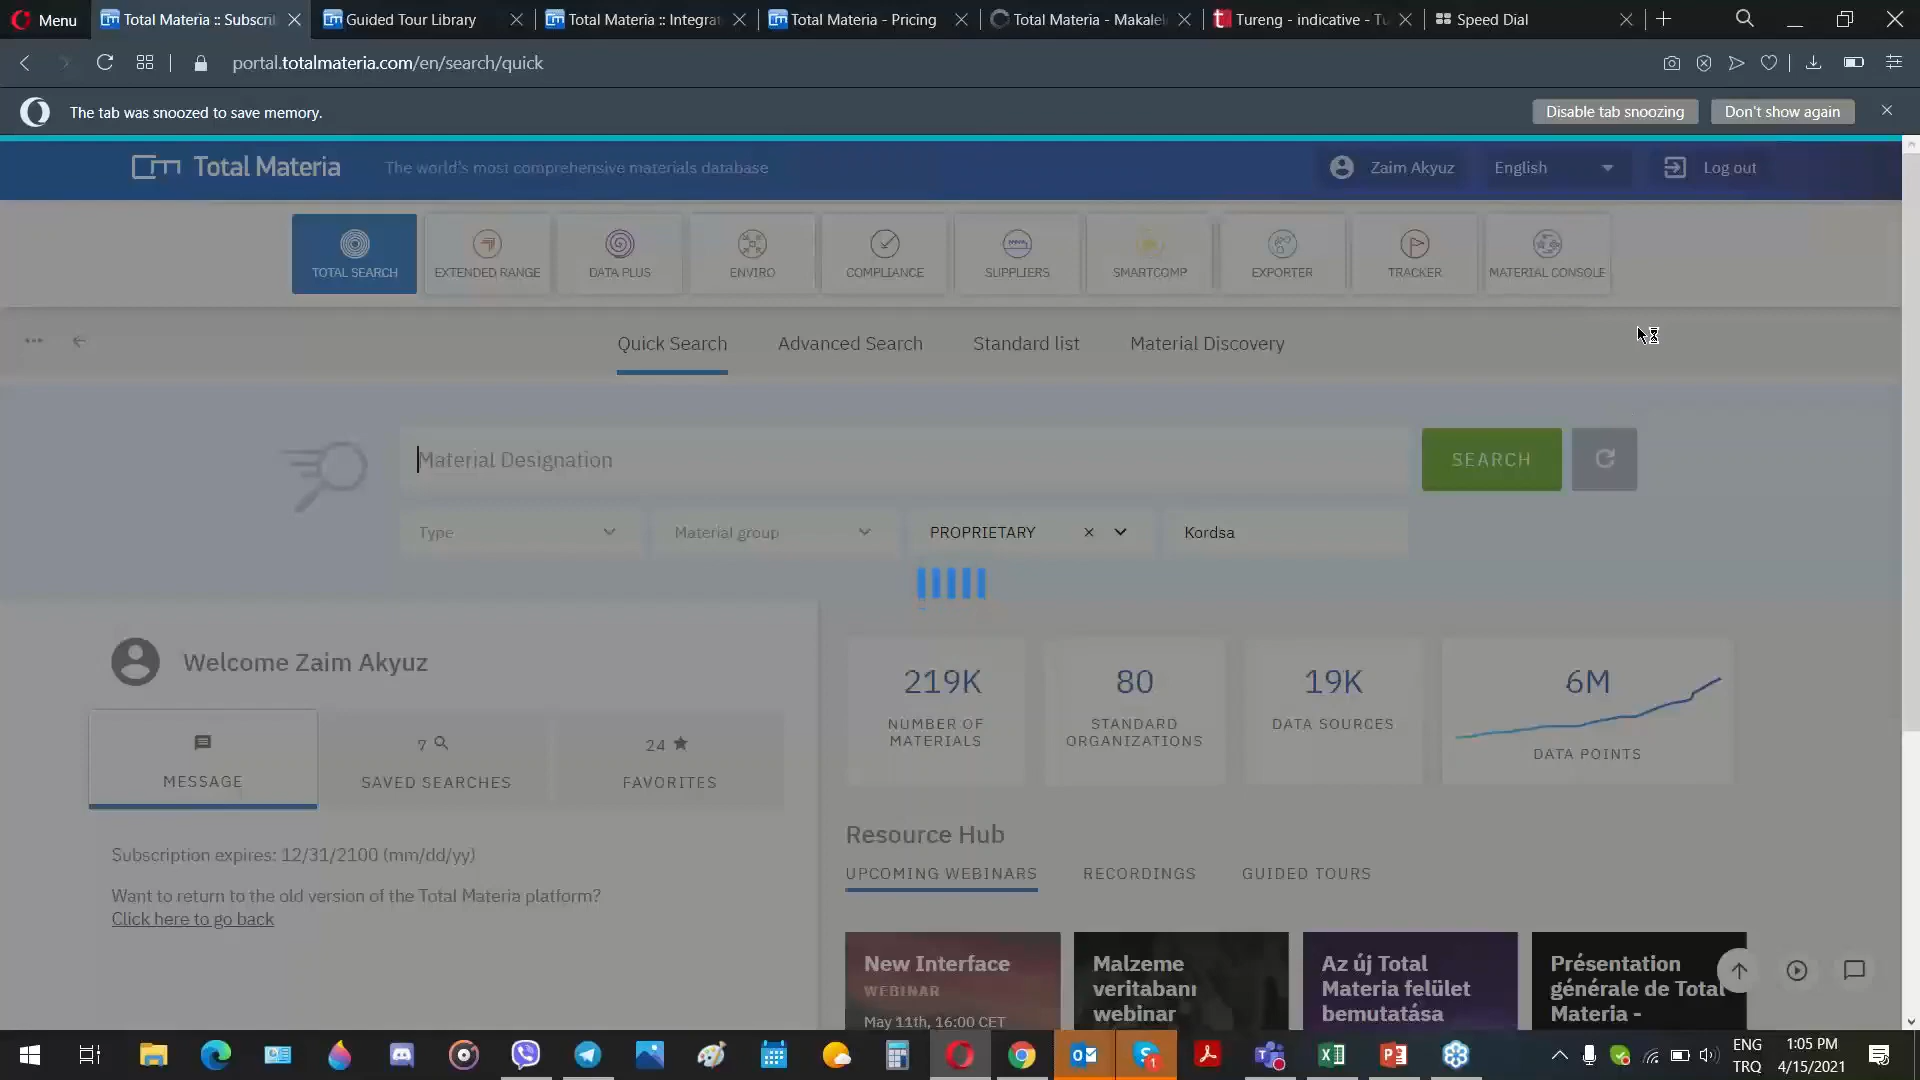 Menu
Total Materia :: Subscri
Guided Tour Library
Total Materia :: Integrat
Total Materia - Pricing
Total Materia - Makalel
Tureng - indicative - Tu
Speed Dial
portal.totalmateria.com/en/search/quick
The tab was snoozed to save memory.
Disable tab snoozing
Don't show again
Total Materia
The world's most comprehensive materials database
Zaim Akyuz
English
Log out
TOTAL SEARCH
EXTENDED RANGE
DATA PLUS
ENVIRO
COMPLIANCE
SUPPLIERS
SMARTCOMP
EXPORTER
TRACKER
MATERIAL CONSOLE
Quick Search
Advanced Search
Standard list
Material Discovery
Material Designation
SEARCH
Type
Material group
PROPRIETARY
Kordsa
Welcome Zaim Akyuz
MESSAGE
7
SAVED SEARCHES
24
FAVORITES
Subscription expires: 12/31/2100 (mm/dd/yy)
Want to return to the old version of the Total Materia platform?
Click here to go back
219K
NUMBER OF
MATERIALS
80
STANDARD
ORGANIZATIONS
19K
DATA SOURCES
6M
DATA POINTS
Resource Hub
UPCOMING WEBINARS
RECORDINGS
GUIDED TOURS
New Interface
WEBINAR
May 11th, 16:00 CET
Malzeme
veritabanı
webinar
Az új Total
Materia felület
bemutatása
Présentation
générale de Total
Materia -
ENG
TRQ
1:05 PM
4/15/2021